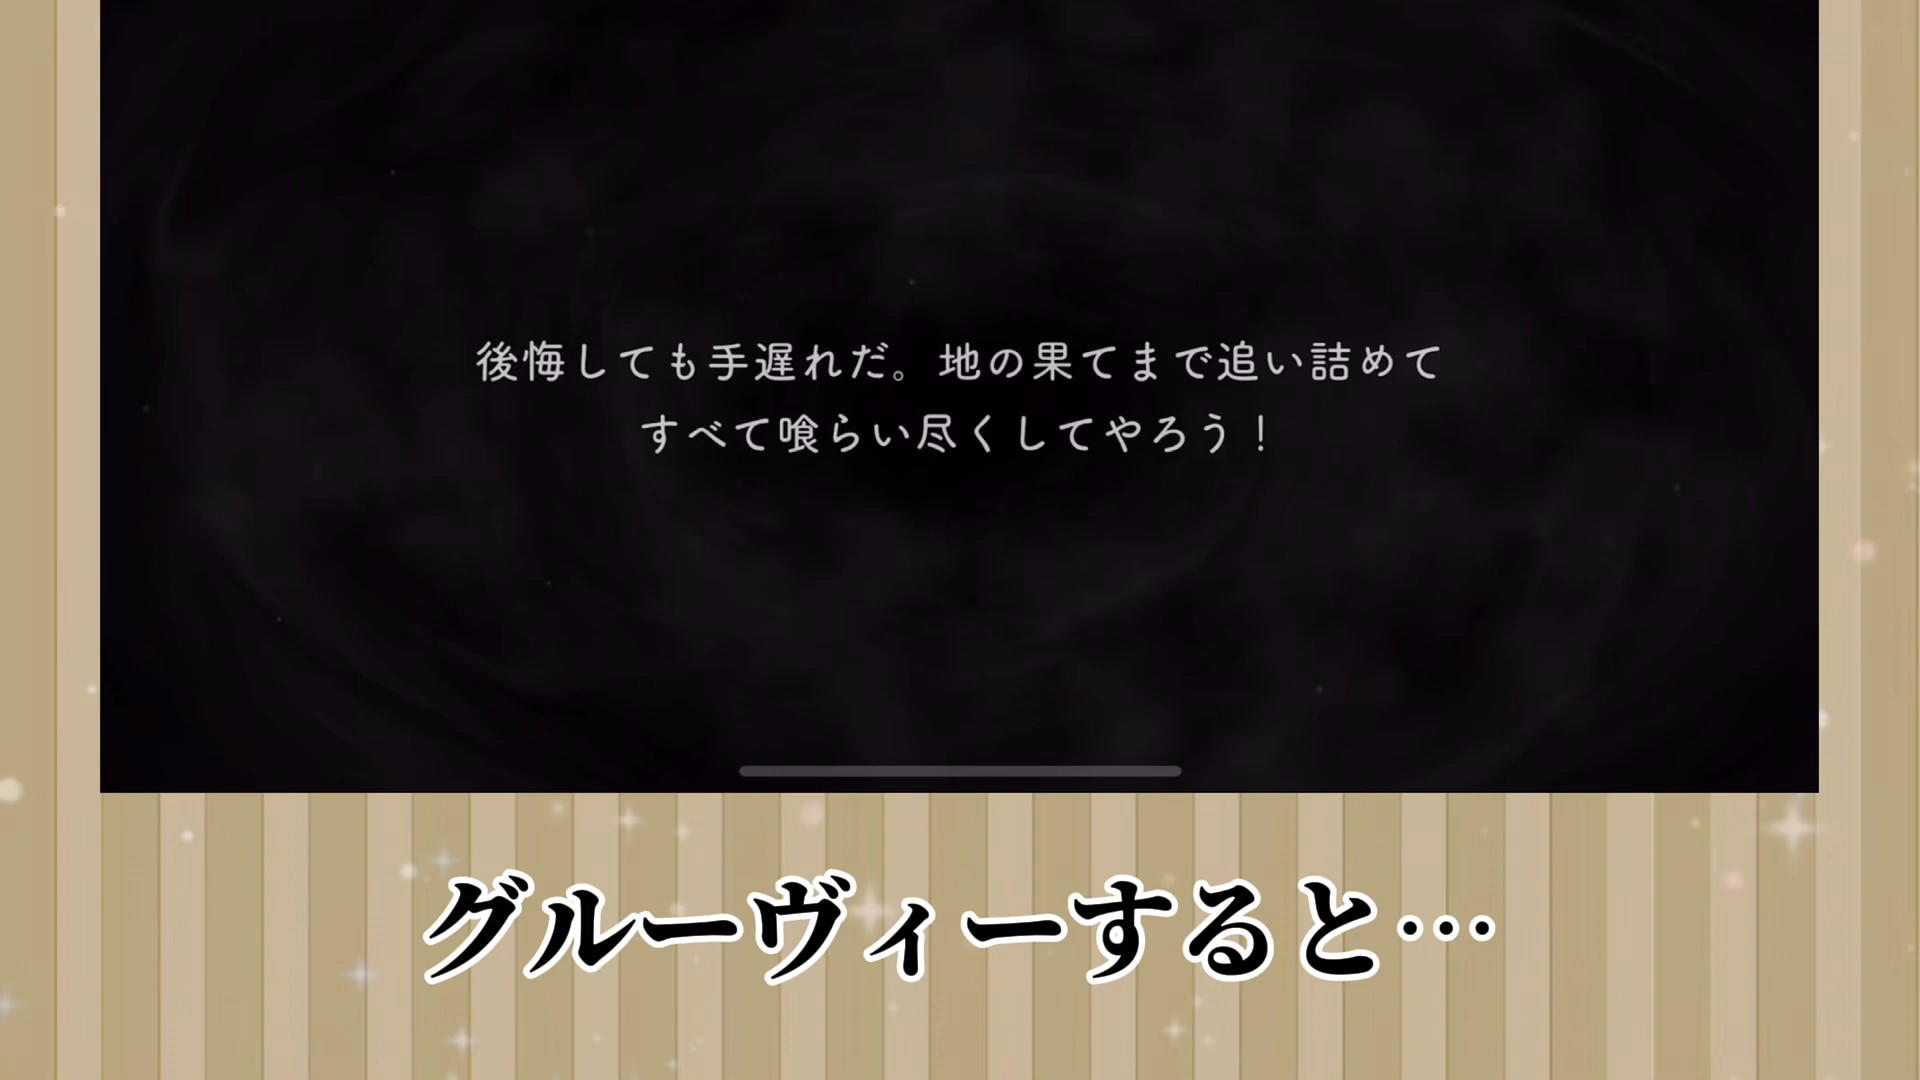 後悔しても手遅れだ。地の果てまで追い詰めて
すべて喰らい尽くしてやろう！
グルーヴィーすると…